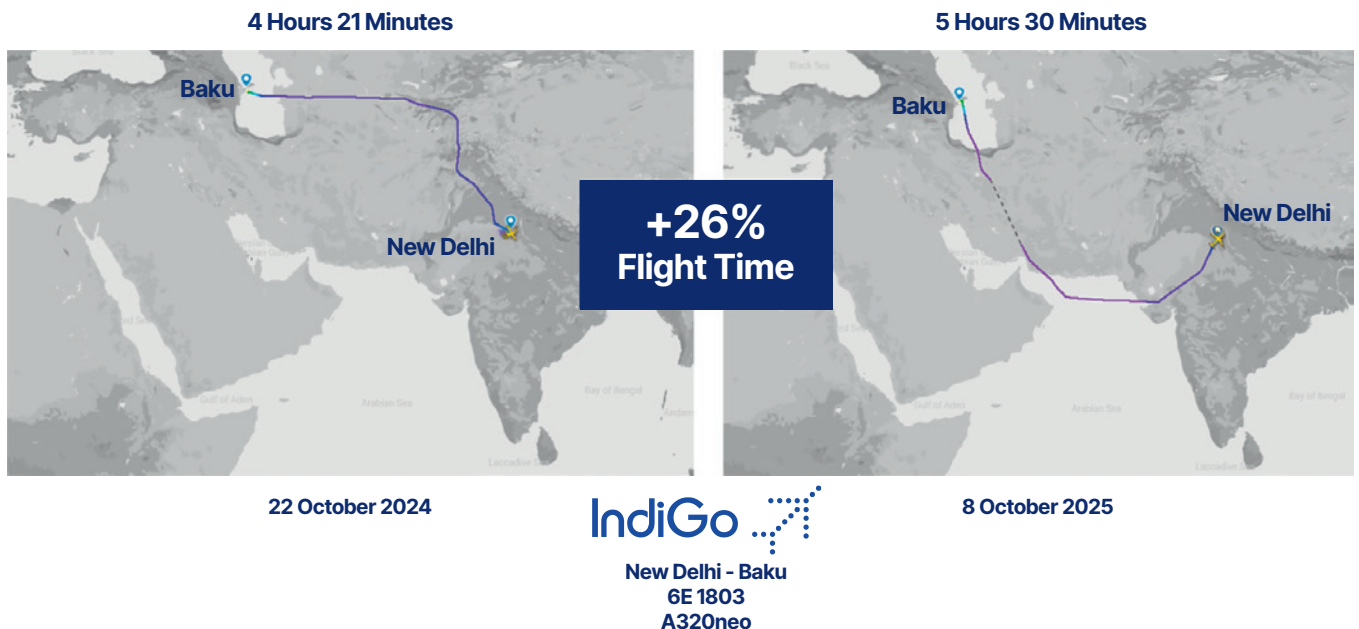 4 Hours 21 Minutes
5 Hours 30 Minutes
Black Sea
Baku
Baku
+26%
Flight Time
New Delhi
New Delhi
Gulf of Aden
Arabian Sea
Bay of Bengal
Gulf of Aden
Arabian Sea
Bay of Bengal
22 October 2024
IndiGo
8 October 2025
New Delhi - Baku
6E 1803
A320neo